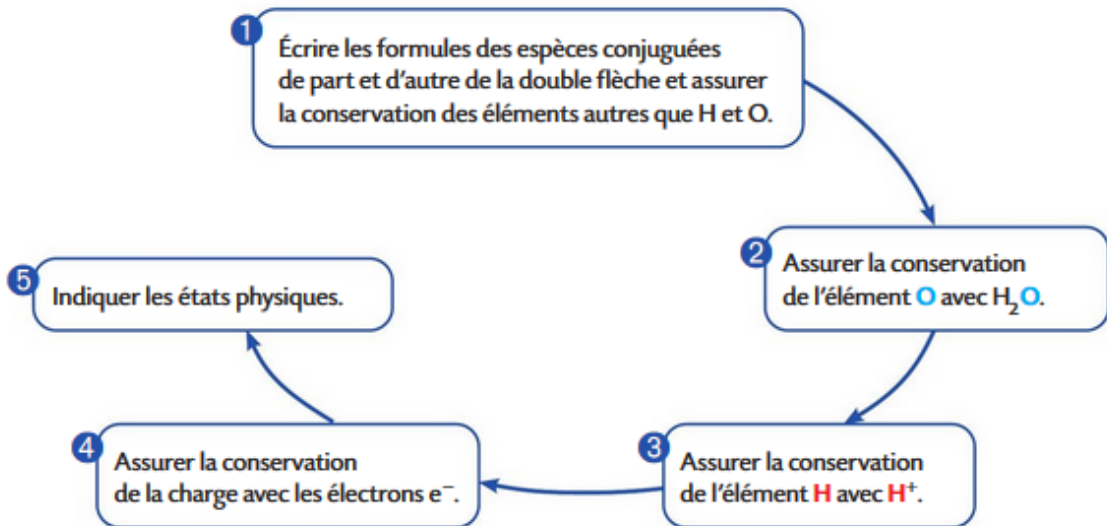 1
Écrire les formules des espèces conjuguées
de part et d'autre de la double flèche et assurer
la conservation des éléments autres que H et O.
2
Assurer la conservation
de l'élément O avec H₂O.
3
Assurer la conservation
de l'élément H avec H⁺.
4
Assurer la conservation
de la charge avec les électrons e⁻.
5
Indiquer les états physiques.